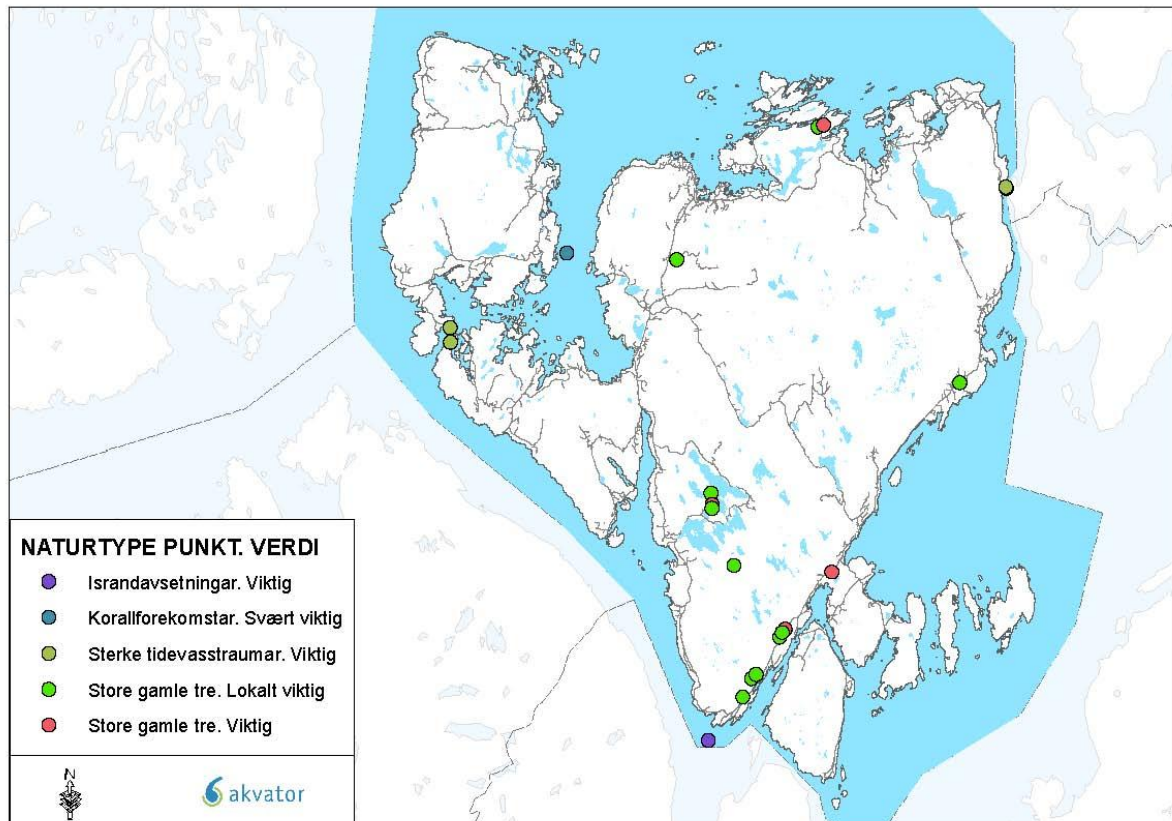 NATURTYPE PUNKT. VERDI
Israndavsetningar. Viktig
Korallforekomstar. Svært viktig
Sterke tidevasstraumar. Viktig
Store gamle tre. Lokalt viktig
Store gamle tre. Viktig
N
akvator